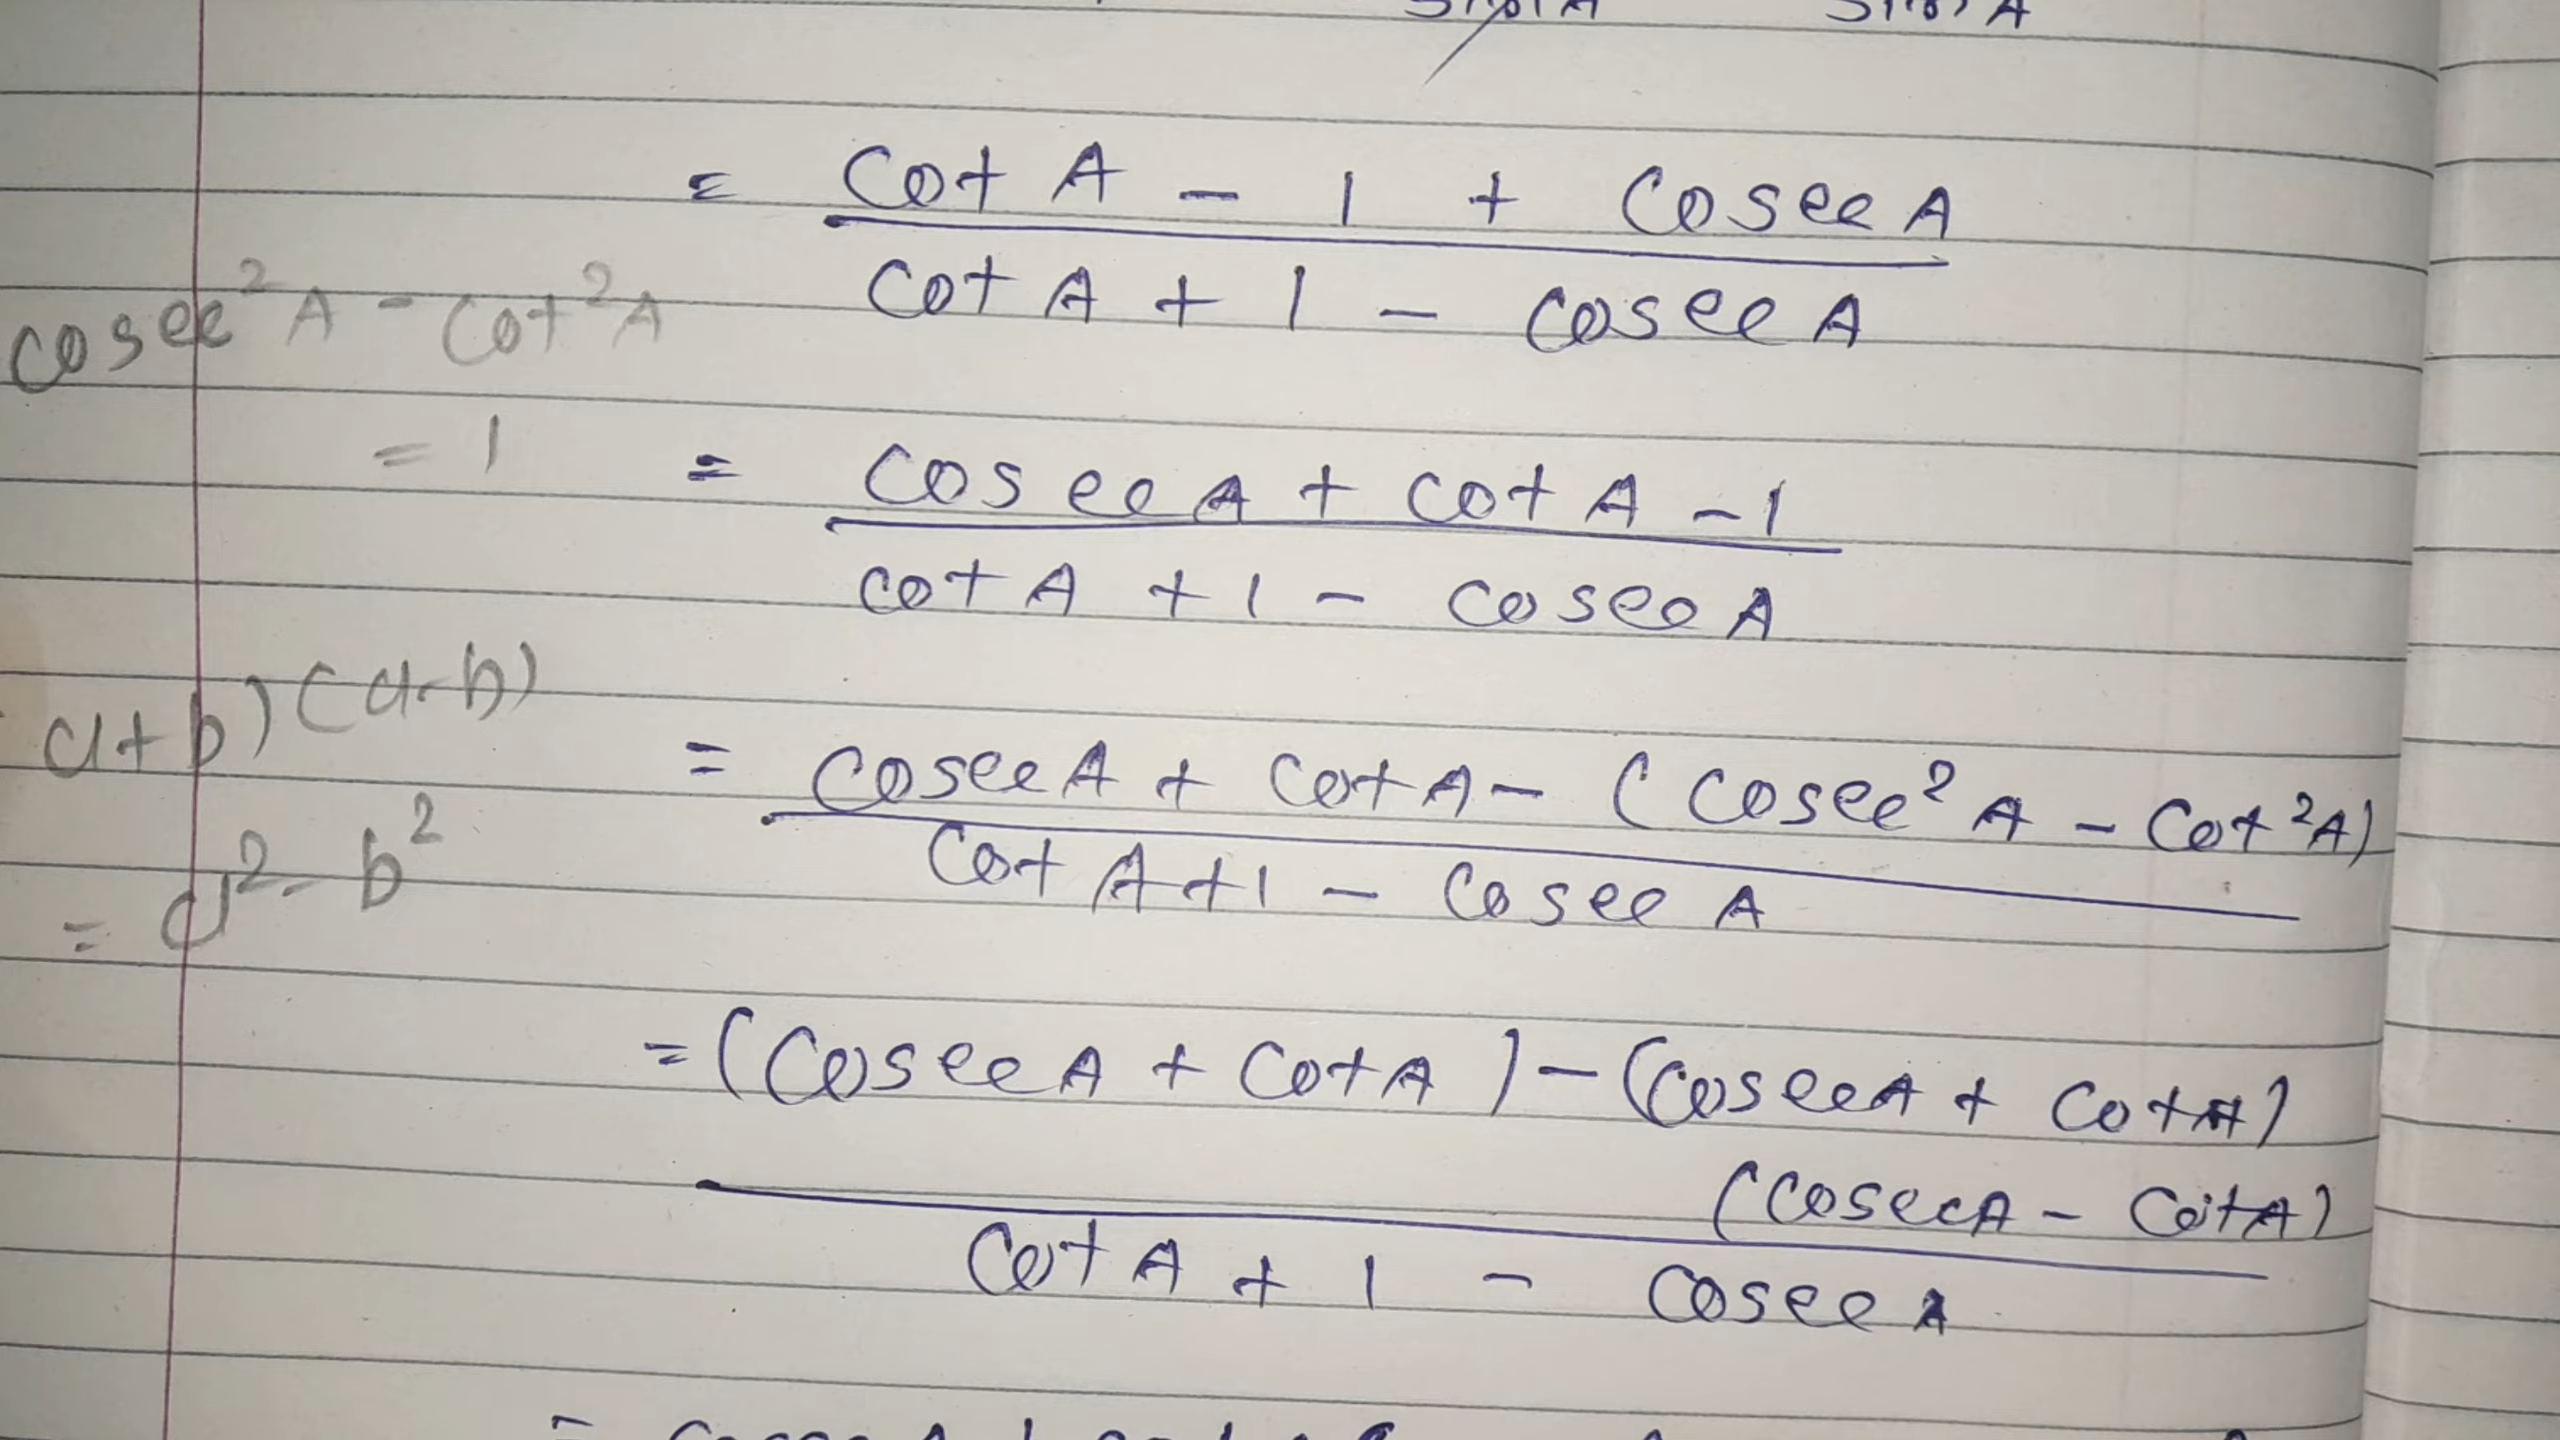 = Cot A - 1 + Cosec A
Cot A + 1 - Cosec A
cosec² A - Cot² A
= 1
= Cosec A + Cot A - 1
Cot A + 1 - Cosec A
a+b) (a-b)
= a² - b²
= Cosec A + Cot A - (Cosec² A - Cot² A)
Cot A + 1 - Cosec A
= (Cosec A + Cot A) - (Cosec A + Cot A)
(Cosec A - Cot A)
Cot A + 1 - Cosec A